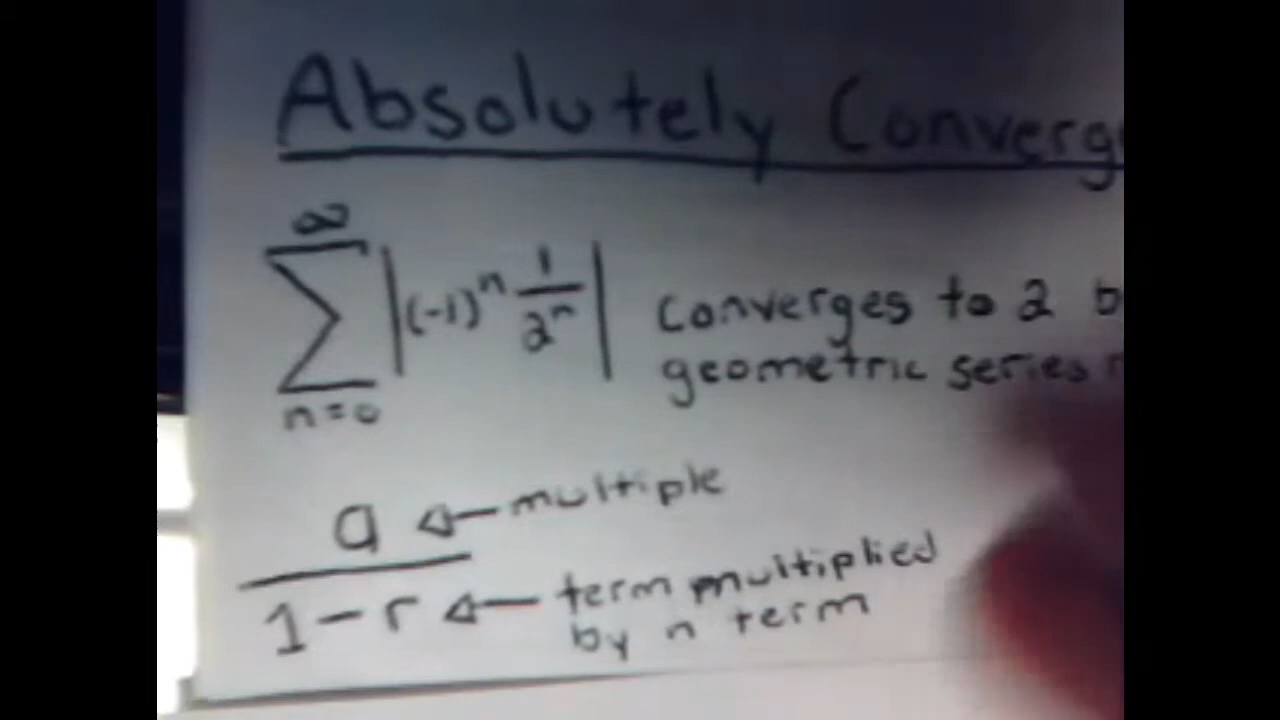 Absolutely Converg
∞
∑ |(-1)^n 1/2^n| converges to 2 b
n=0
geometric series r
a ← multiple
1-r ← term multiplied
by n term